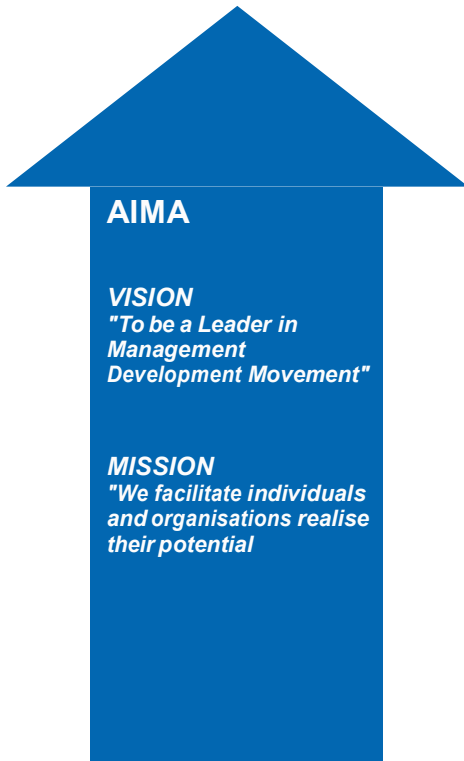 AIMA
VISION
"To be a Leader in
Management
Development Movement"
MISSION
"We facilitate individuals
and organisations realise
their potential